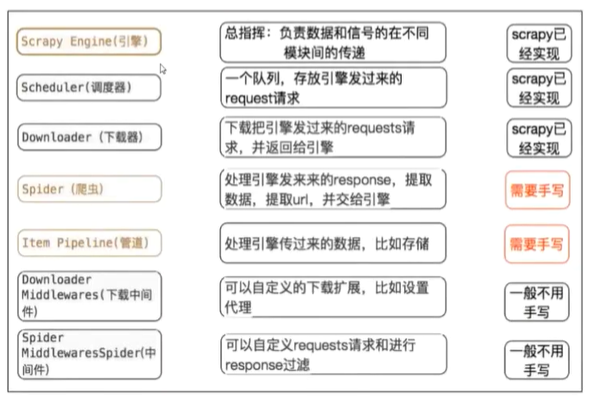 Scrapy Engine(引擎)
总指挥：负责数据和信号的在不同
模块间的传递
scrapy已
经实现
Scheduler(调度器)
一个队列，存放引擎发过来的
request请求
scrapy已
经实现
Downloader (下载器)
下载把引擎发过来的requests请
求，并返回给引擎
scrapy已
经实现
Spider (爬虫)
处理引擎发来来的response，提取
数据，提取url，并交给引擎
需要手写
Item Pipeline(管道)
处理引擎传过来的数据，比如存储
需要手写
Downloader
Middlewares(下载中间
件)
可以自定义的下载扩展，比如设置
代理
一般不用
手写
Spider
MiddlewaresSpider(中
间件)
可以自定义requests请求和进行
response过滤
一般不用
手写